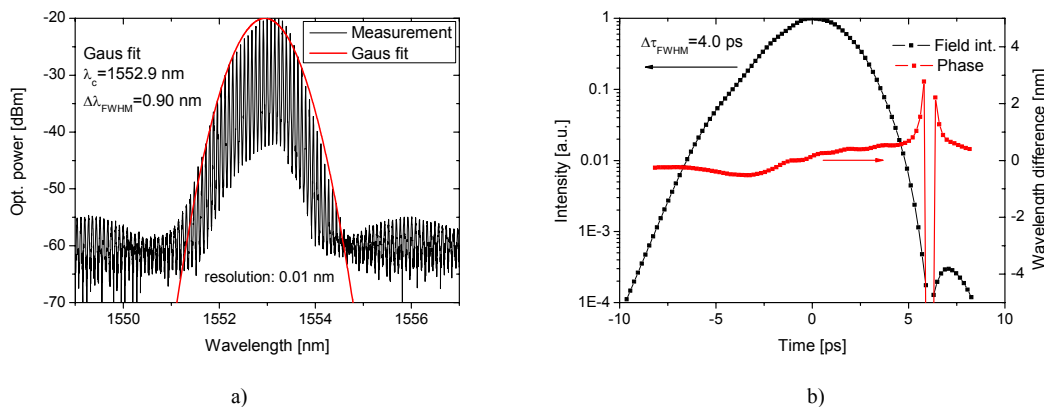 -20
-30
-40
-50
-60
-70
Opt. power [dBm]
Gaus fit
λc=1552.9 nm
ΔλFWHM=0.90 nm
Measurement
Gaus fit
resolution: 0.01 nm
1550 1552 1554 1556
Wavelength [nm]
a)
1
0.1
0.01
1E-3
1E-4
Intensity [a.u.]
ΔτFWHM=4.0 ps
Field int.
Phase
4
2
0
-2
-4
Wavelength difference [nm]
-10 -5 0 5 10
Time [ps]
b)